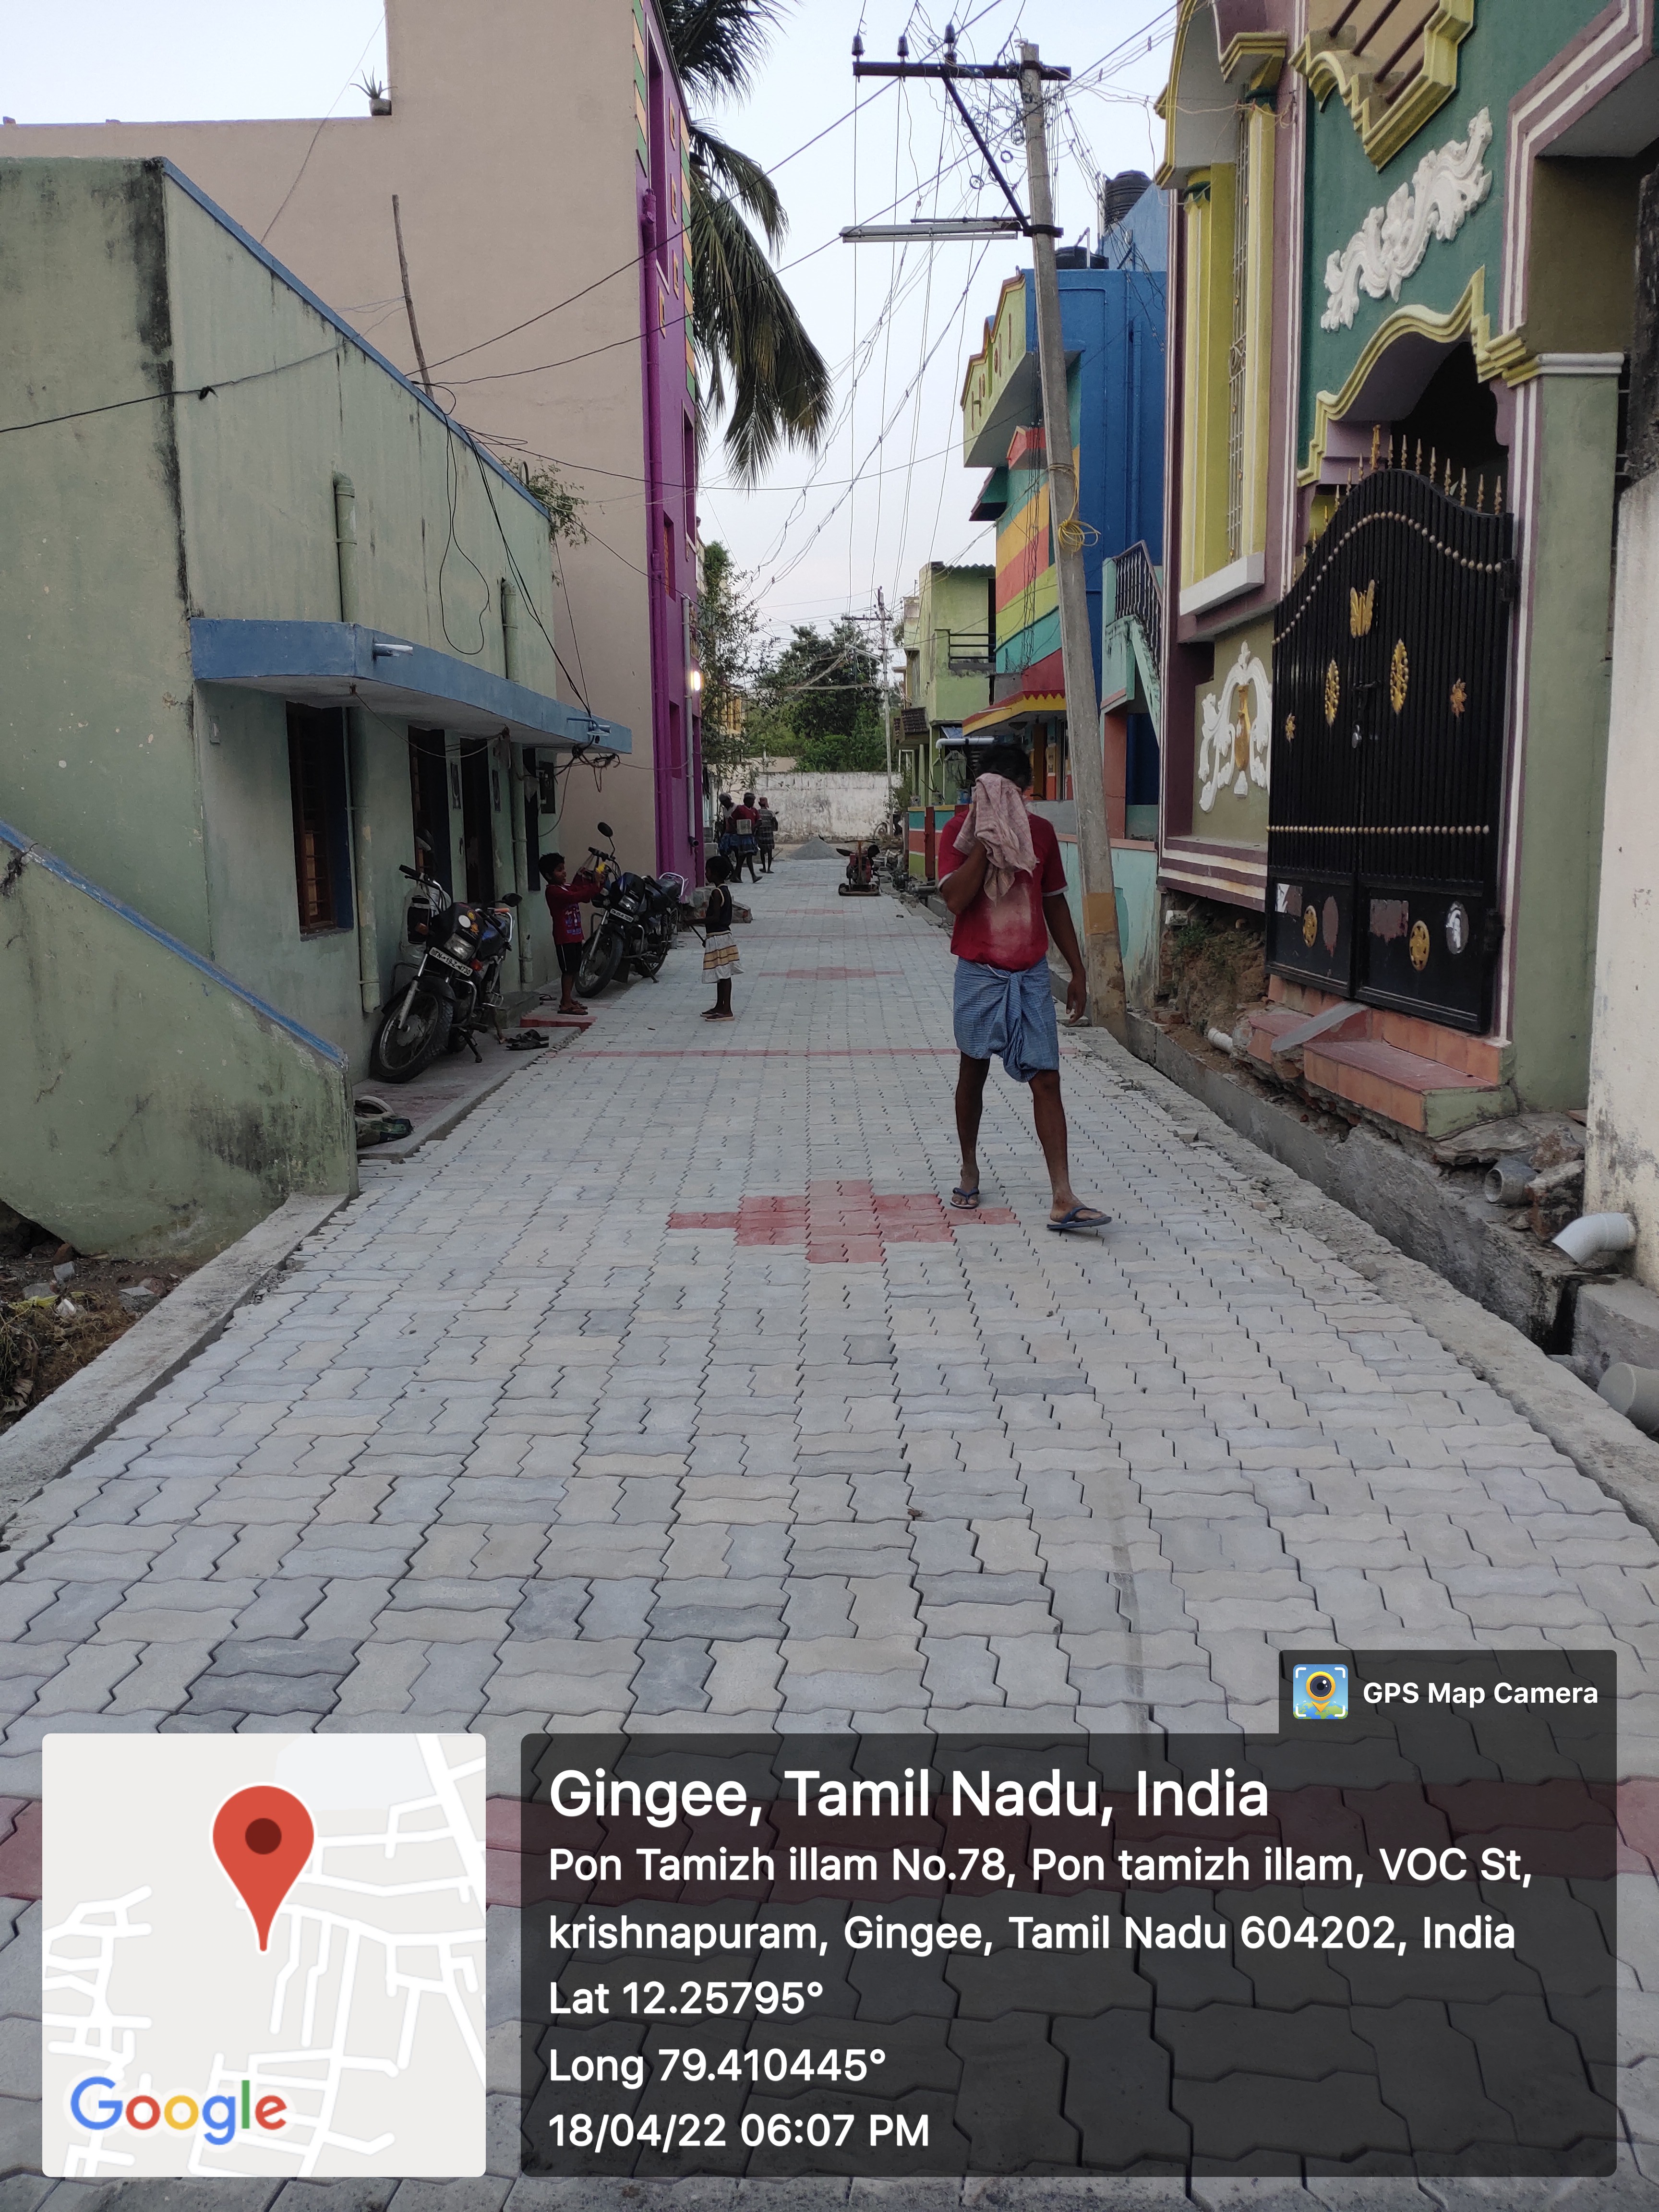 GPS Map Camera
Gingee, Tamil Nadu, India
Pon Tamizh illam No.78, Pon tamizh illam, VOC St,
krishnapuram, Gingee, Tamil Nadu 604202, India
Lat 12.25795°
Long 79.410445°
18/04/22 06:07 PM
Google